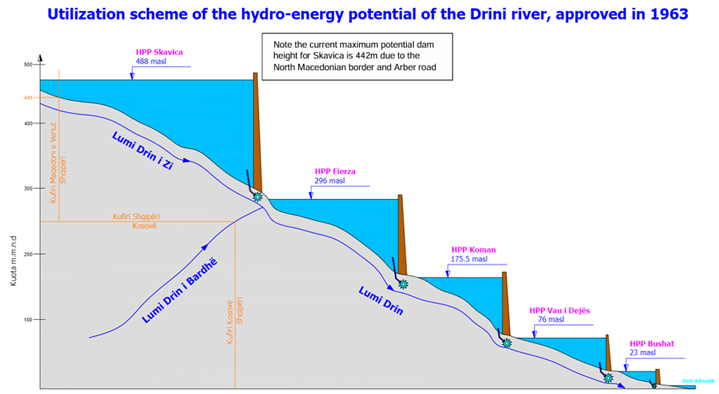 Utilization scheme of the hydro-energy potential of the Drini river, approved in 1963
Note the current maximum potential dam
height for Skavica is 442m due to the
North Macedonian border and Arber road
HPP Skavica
488 masl
500
440
400
300
200
100
Kuota m.m.n.d
Kufiri Maqedoni e Veriut
Shqipëri
Lumi Drin i Zi
HPP Fierza
296 masl
Kufiri Shqipëri
Kosovë
Lumi Drin i Bardhë
Kufiri Kosovë
Shqipëri
HPP Koman
175.5 masl
Lumi Drin
HPP Vau i Dejës
76 masl
HPP Bushat
23 masl
Deti Adriatik